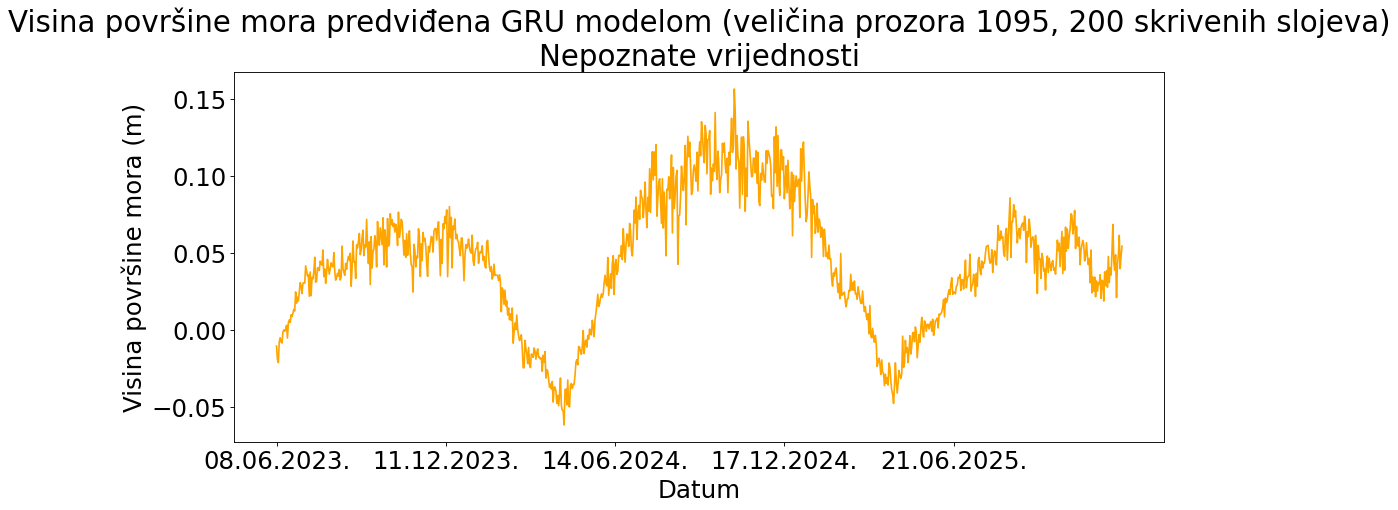 Visina površine mora predviđena GRU modelom (veličina prozora 1095, 200 skrivenih slojeva)
Nepoznate vrijednosti
Visina površine mora (m)
0.15
0.10
0.05
0.00
−0.05
08.06.2023. 11.12.2023. 14.06.2024. 17.12.2024. 21.06.2025.
Datum